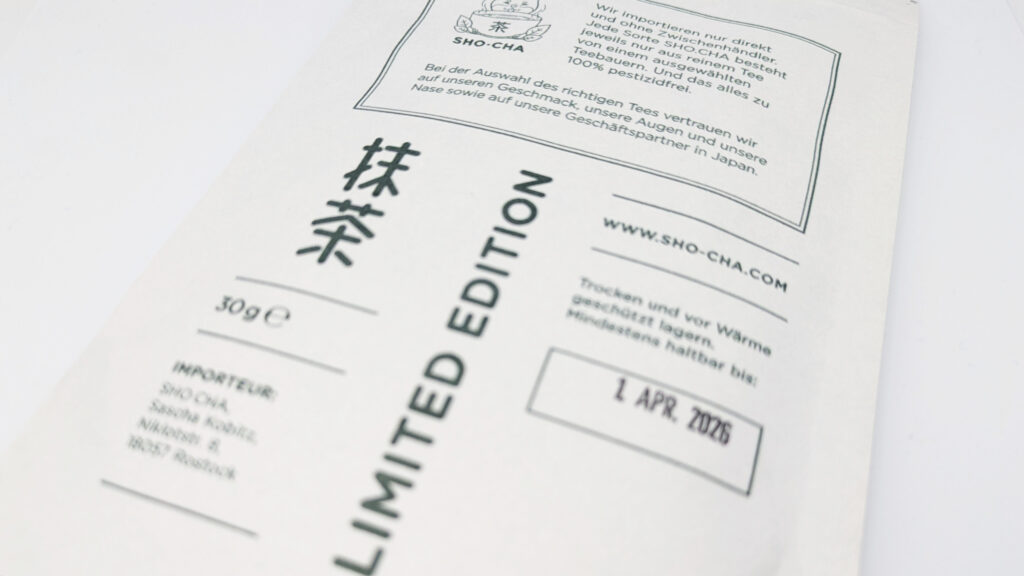 茶
SHO·CHA
Wir importieren nur direkt
und ohne Zwischenhändler.
Jede Sorte SHO.CHA besteht
jeweils nur aus reinem Tee
von einem ausgewählten
Teebauern. Und das alles zu
100% pestizidfrei.
Bei der Auswahl des richtigen Tees vertrauen wir
auf unseren Geschmack, unsere Augen und unsere
Nase sowie auf unsere Geschäftspartner in Japan.
抹
茶
30g℮
IMPORTEUR:
SHO.CHA,
Sascha Kobitz,
Niklotstr. 8,
18057 Rostock
LIMITED EDITION
WWW.SHO-CHA.COM
Trocken und vor Wärme
geschützt lagern.
Mindestens haltbar bis:
1. APR. 2026